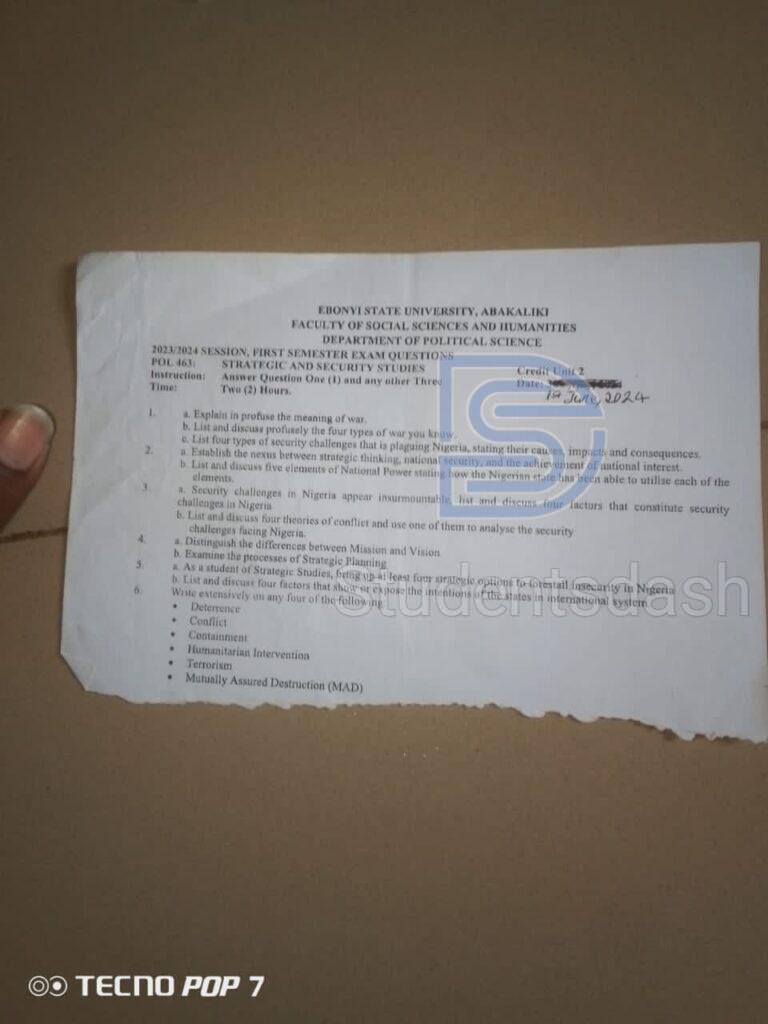 EBONYI STATE UNIVERSITY, ABAKALIKI
FACULTY OF SOCIAL SCIENCES AND HUMANITIES
DEPARTMENT OF POLITICAL SCIENCE
2023/2024 SESSION, FIRST SEMESTER EXAM QUESTIONS
POL 463: STRATEGIC AND SECURITY STUDIES Credit Unit 2
Instruction: Answer Question One (1) and any other Three Date:
Time: Two (2) Hours. June, 2024
1. a. Explain in profuse the meaning of war.
b. List and discuss profusely the four types of war you know.
c. List four types of security challenges that is plaguing Nigeria, stating their causes, impacts and consequences.
2. a. Establish the nexus between strategic thinking, national security, and the achievement of national interest.
b. List and discuss five elements of National Power stating how the Nigerian state has been able to utilise each of the
elements.
3. a. Security challenges in Nigeria appear insurmountable, list and discuss four factors that constitute security
challenges in Nigeria
b. List and discuss four theories of conflict and use one of them to analyse the security
challenges facing Nigeria.
4. a. Distinguish the differences between Mission and Vision
b. Examine the processes of Strategic Planning
5. a. As a student of Strategic Studies, bring up at least four strategic options to forestall insecurity in Nigeria
b. List and discuss four factors that show or expose the intentions of the states in international system
6. Write extensively on any four of the following
• Deterrence
• Conflict
• Containment
• Humanitarian Intervention
• Terrorism
• Mutually Assured Destruction (MAD)
Studentsdash
TECNO POP 7